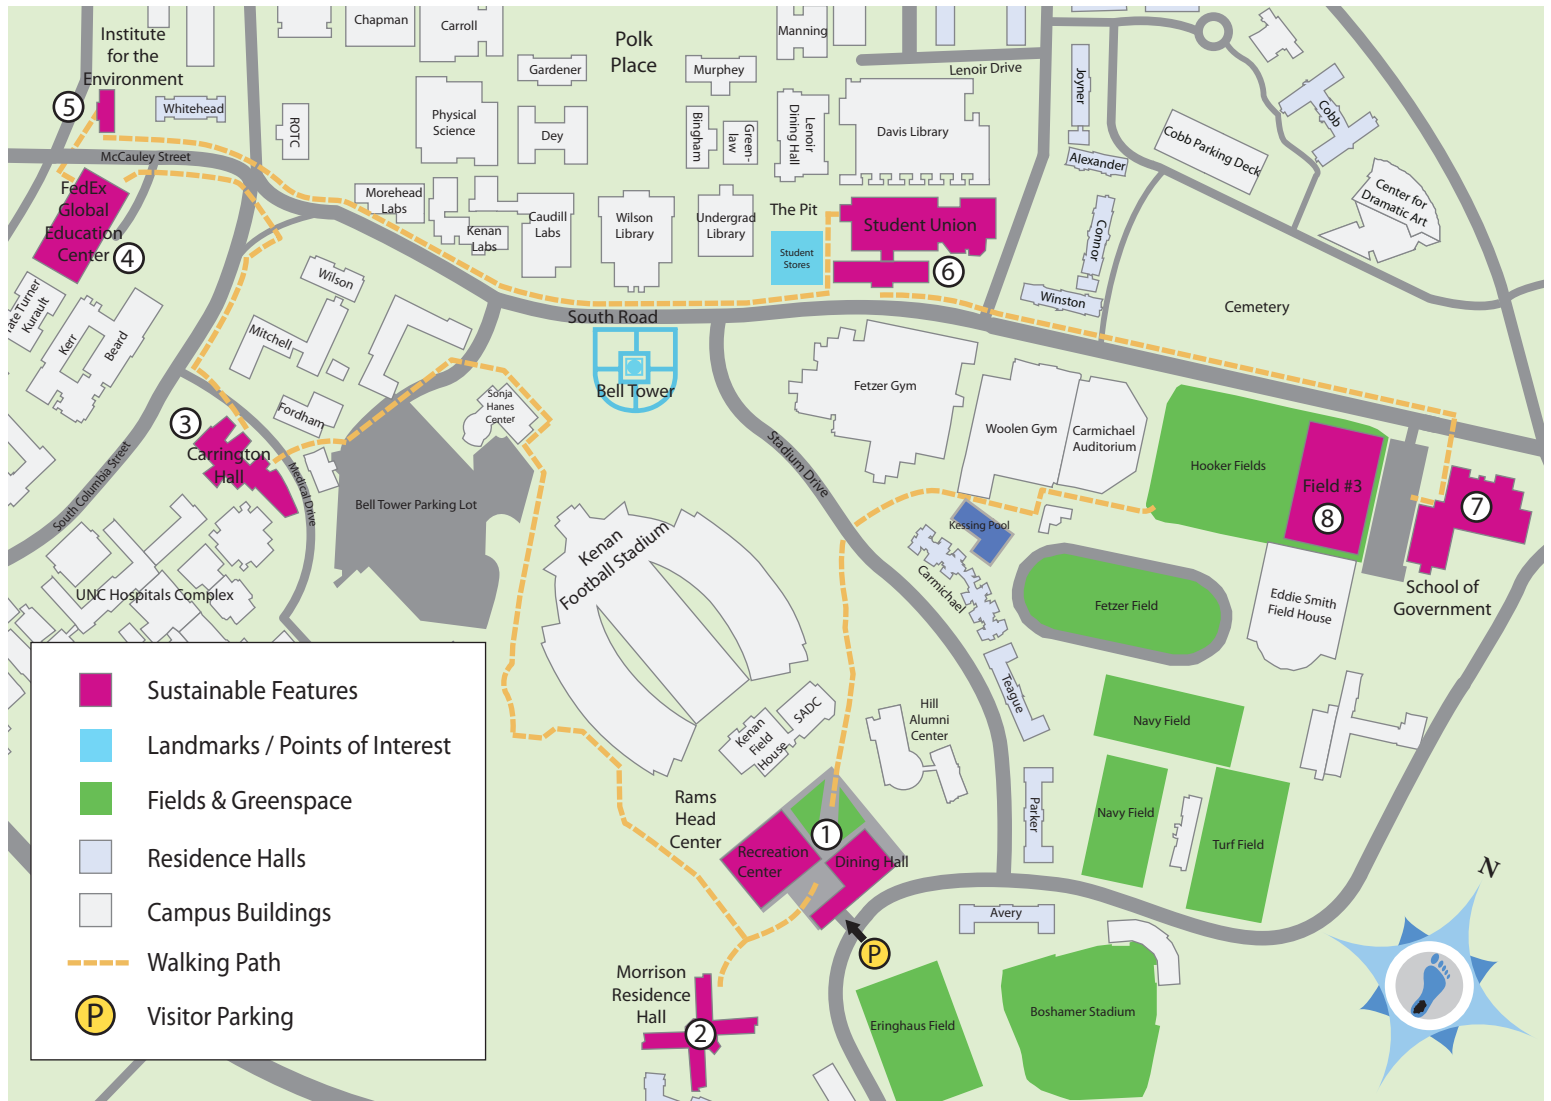 Institute
for the
Environment
Chapman
Carroll
Polk
Place
Manning
Gardener
Murphey
Lenoir Drive
Joyner
Cobb
5
Whitehead
ROTC
Physical
Science
Dey
Bingham
Green-
law
Lenoir
Dining Hall
Davis Library
Cobb Parking Deck
Alexander
McCauley Street
FedEx
Global
Education
Center
4
Morehead
Labs
Kenan
Labs
Caudill
Labs
Wilson
Library
Undergrad
Library
The Pit
Student
Stores
Student Union
6
Connor
Center for
Dramatic Art
Winston
Cemetery
Kurault
Kerr
Beard
Wilson
Mitchell
South Road
Bell Tower
Fetzer Gym
Woolen Gym
Carmichael
Auditorium
Hooker Fields
Field #3
8
7
School of
Government
3
Carrington
Hall
Fordham
Sonja
Hanes
Center
Medical Drive
South Columbia Street
Bell Tower Parking Lot
Stadium Drive
Kessing Pool
Kenan
Football Stadium
Carmichael
Fetzer Field
Eddie Smith
Field House
UNC Hospitals Complex
Teague
Hill
Alumni
Center
Kenan
Field
House
SADC
Navy Field
Navy Field
Turf Field
Parker
Rams
Head
Center
1
Recreation
Center
Dining Hall
Avery
P
Morrison
Residence
Hall
2
Eringhaus Field
Boshamer Stadium
N
Sustainable Features
Landmarks / Points of Interest
Fields & Greenspace
Residence Halls
Campus Buildings
Walking Path
P
Visitor Parking